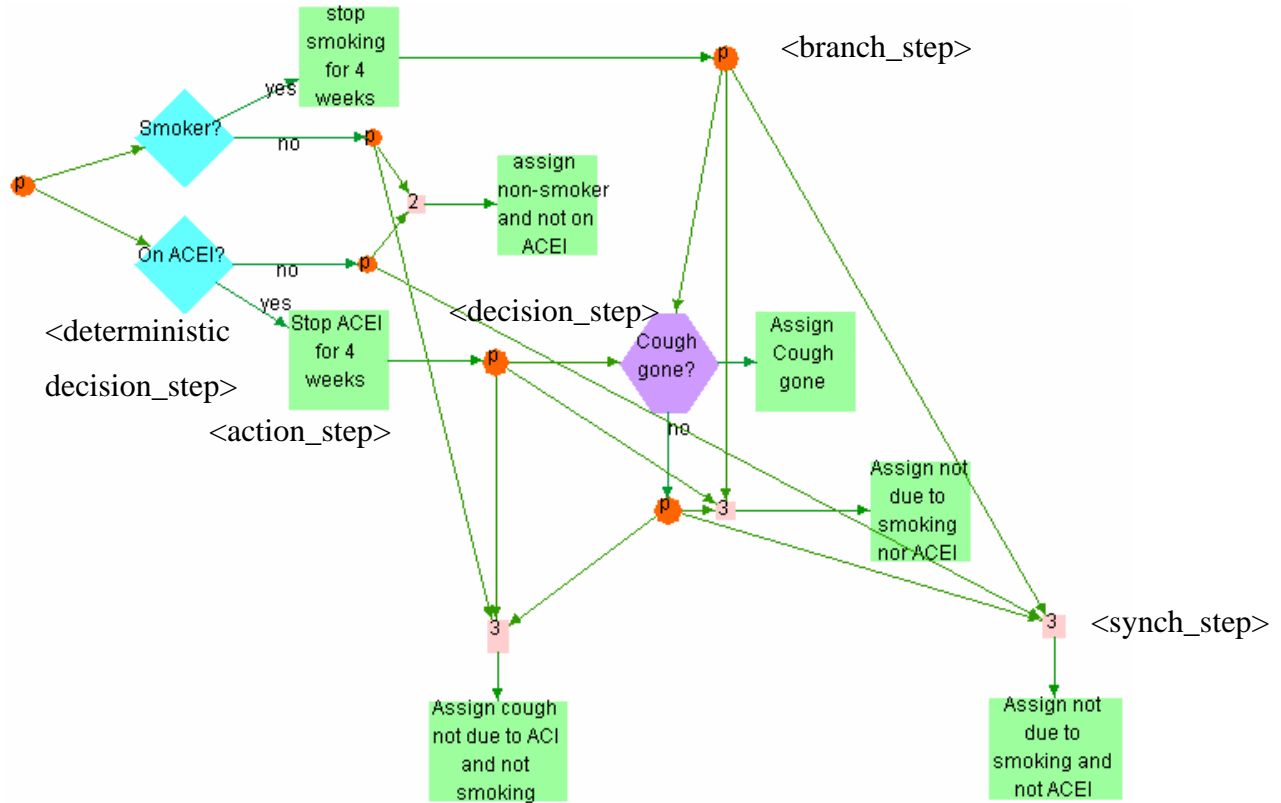 stop
smoking
for 4
weeks
p
<branch_step>
yes
Smoker?
no
p
p
assign
non-smoker
and not on
ACEI
2
On ACEI?
no
p
yes
<deterministic
decision_step>
Stop ACEI
for 4
weeks
<action_step>
p
<decision_step>
Cough
gone?
Assign
Cough
gone
no
p
3
Assign not
due to
smoking
nor ACEI
3
<synch_step>
3
Assign cough
not due to ACI
and not
smoking
Assign not
due to
smoking and
not ACEI